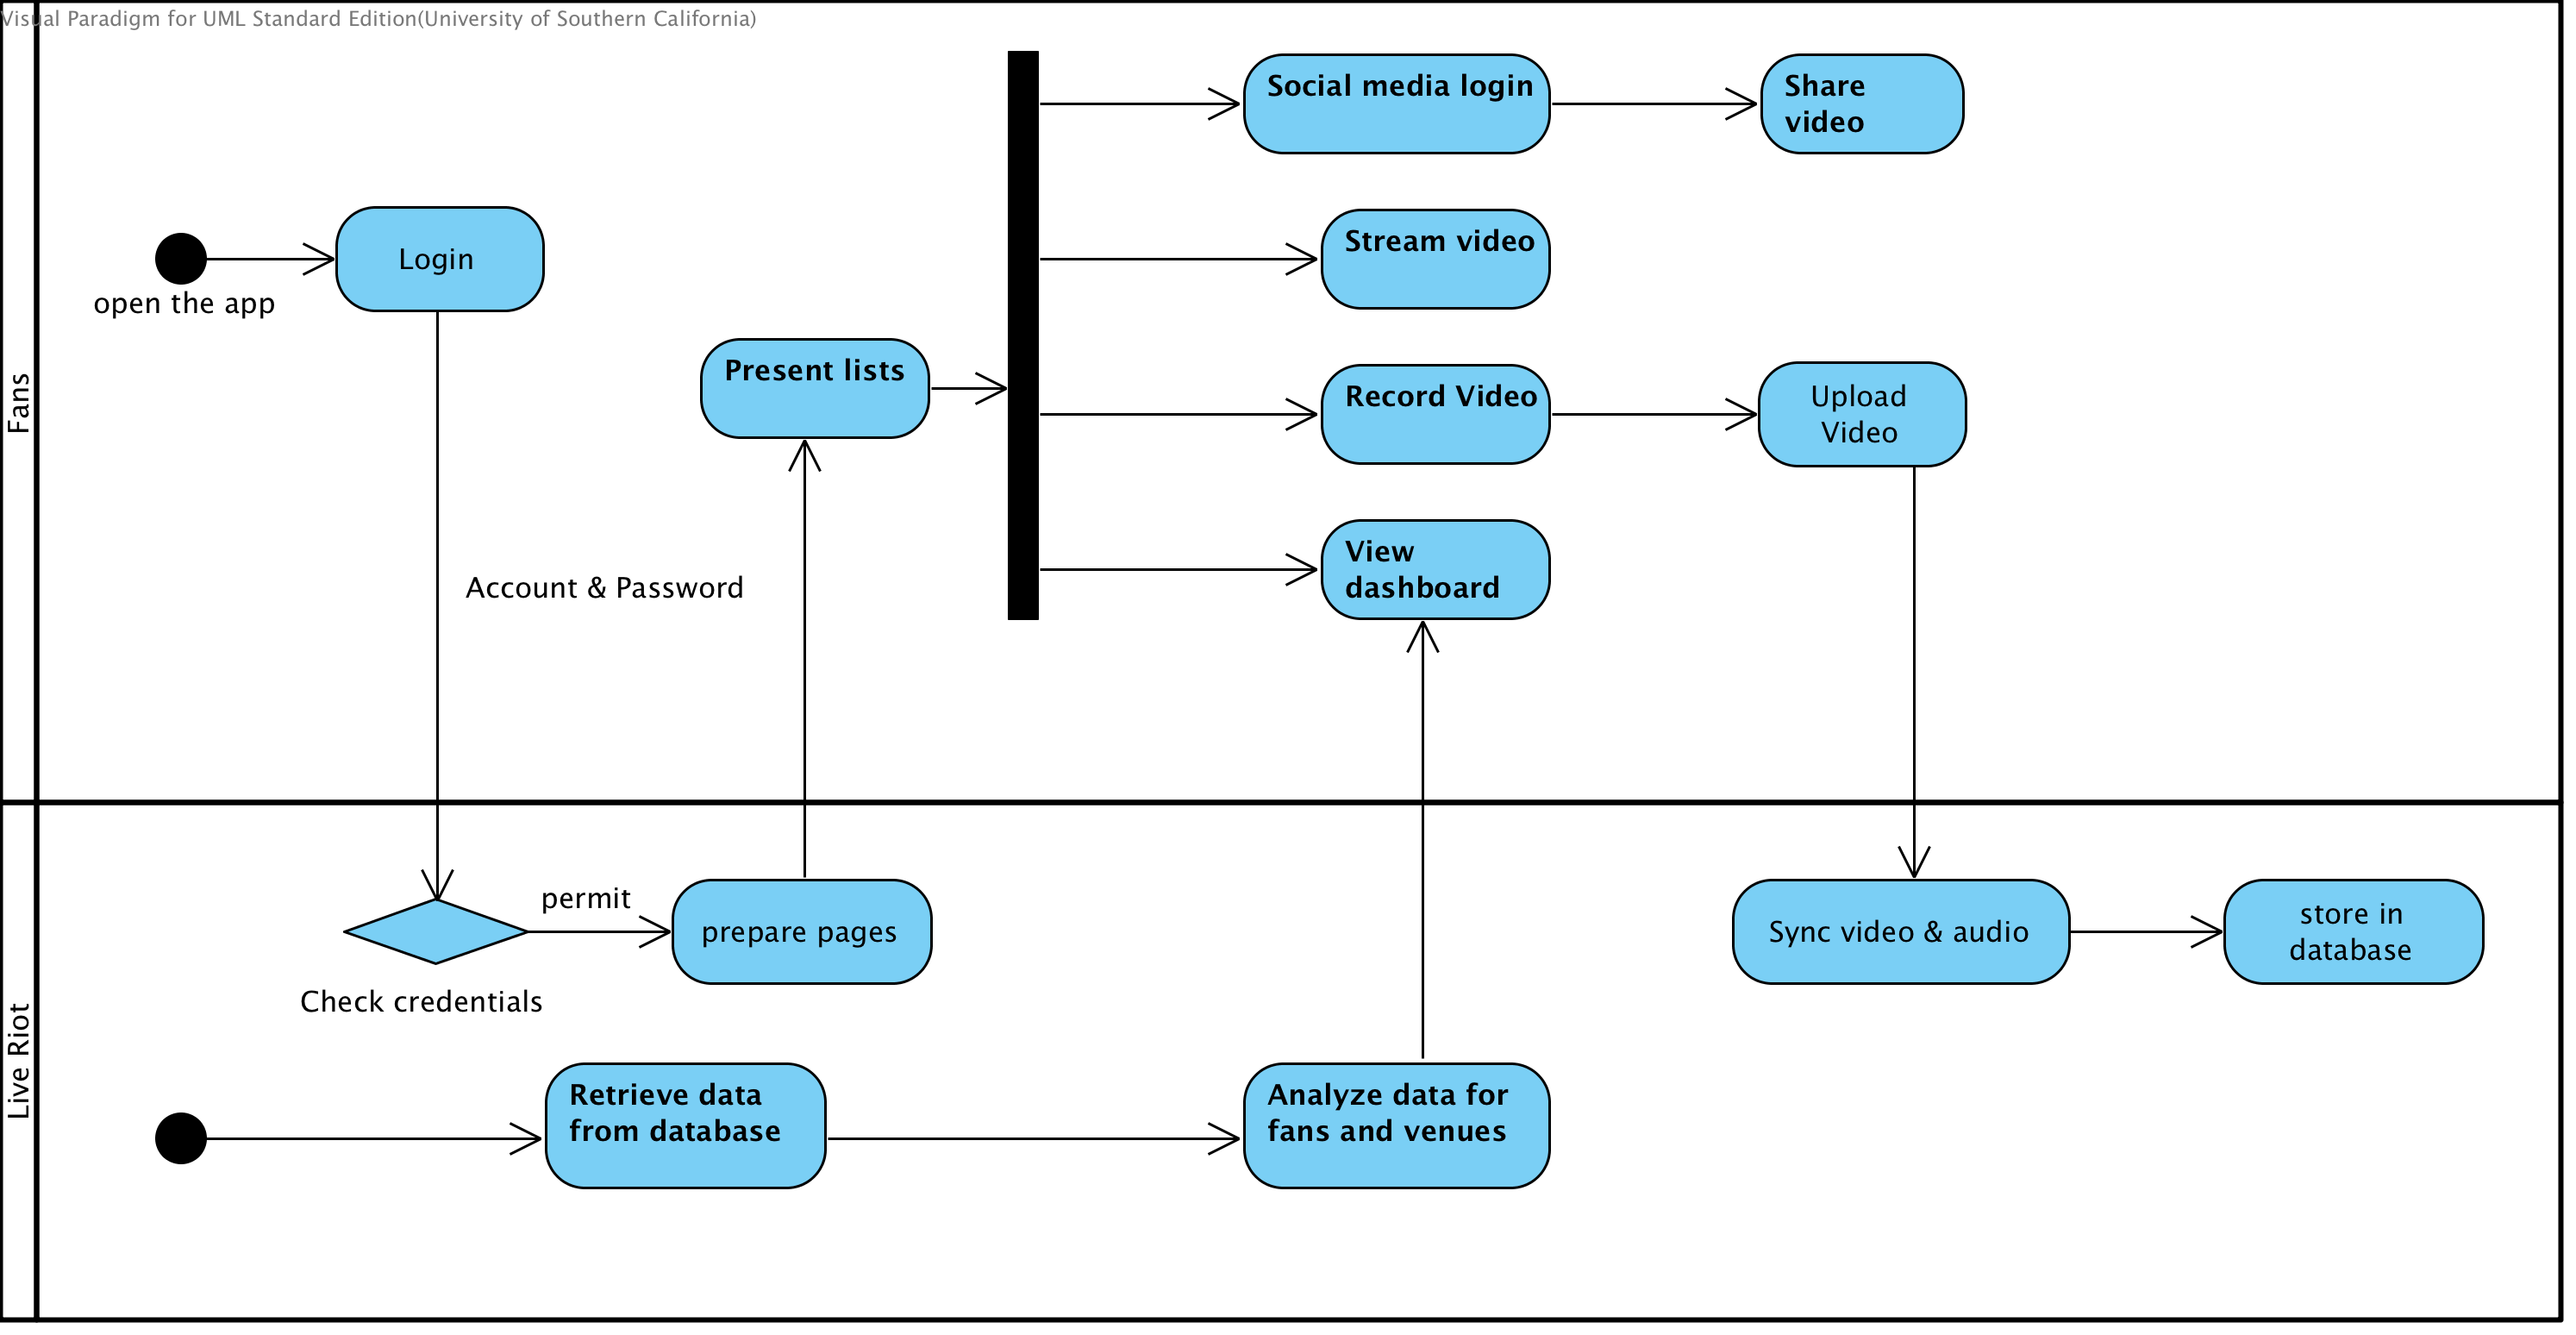 Visual Paradigm for UML Standard Edition(University of Southern California)
Fans
open the app
Login
Account & Password
Present lists
Social media login
Share
video
Stream video
Record Video
Upload
Video
View
dashboard
Live Riot
Check credentials
permit
prepare pages
Sync video & audio
store in
database
Retrieve data
from database
Analyze data for
fans and venues